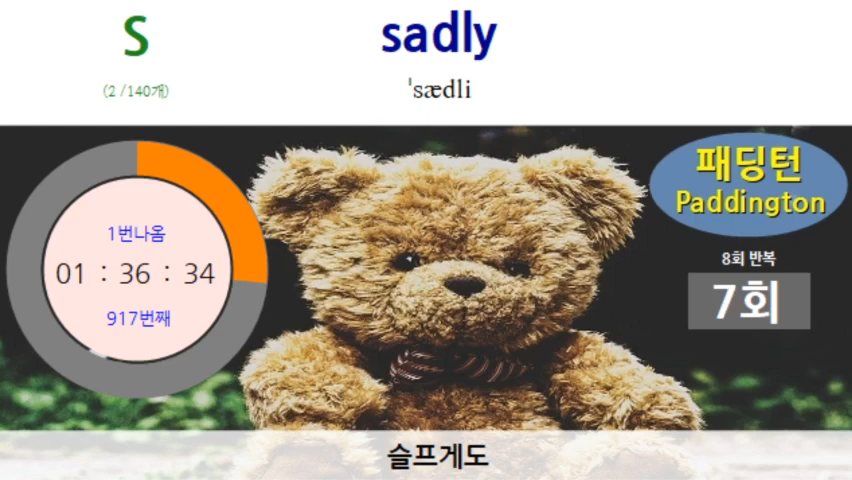 S
(2 /140개)
sadly
ˈsædli
1번나옴
01 : 36 : 34
917번째
패딩턴
Paddington
8회 반복
7회
슬프게도